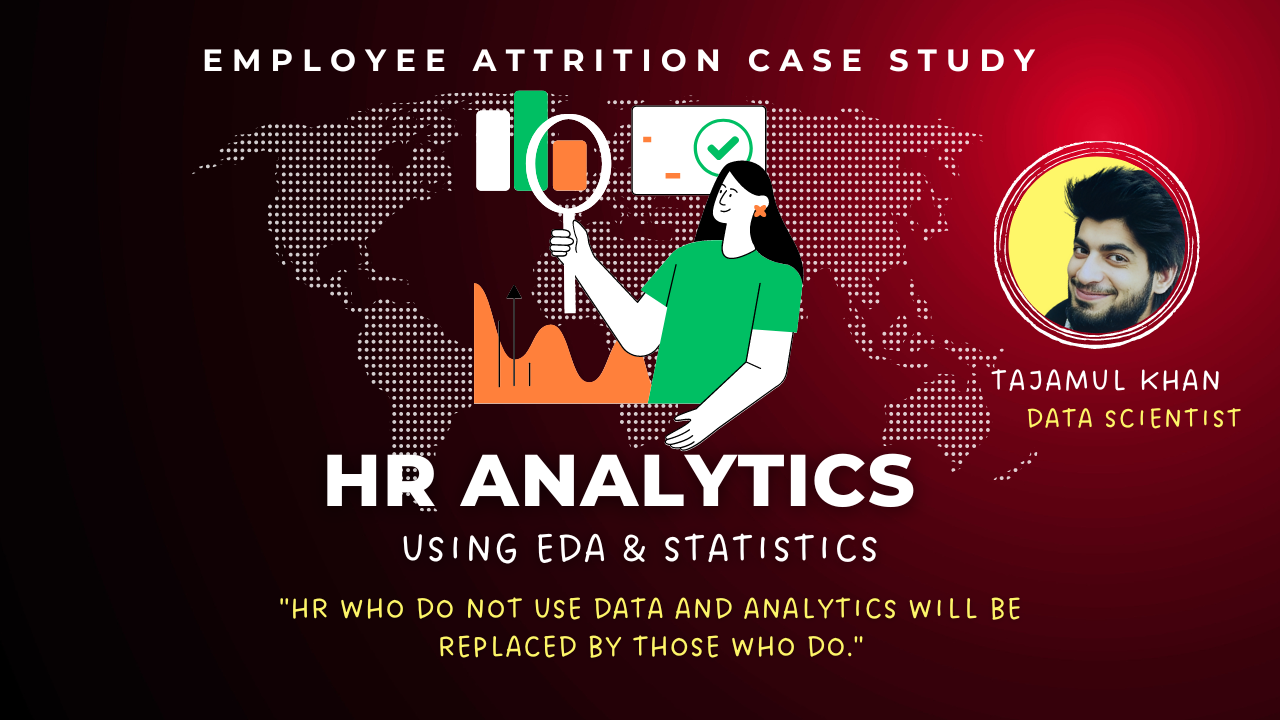 EMPLOYEE ATTRITION CASE STUDY
TAJAMUL KHAN
DATA SCIENTIST
HR ANALYTICS
USING EDA & STATISTICS
"HR WHO DO NOT USE DATA AND ANALYTICS WILL BE
REPLACED BY THOSE WHO DO."